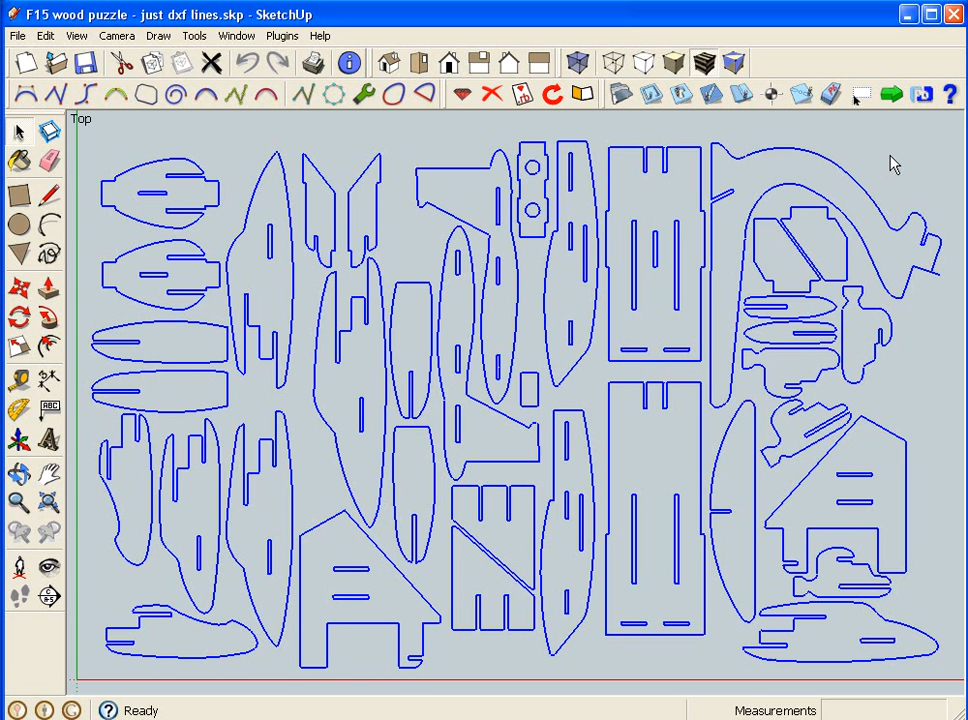 F15 wood puzzle - just dxf lines.skp - SketchUp
File Edit View Camera Draw Tools Window Plugins Help
Top
ABC
Ready
Measurements